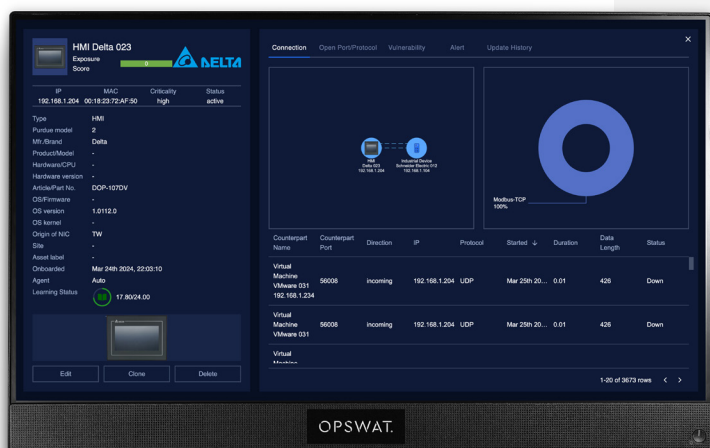 HMI Delta 023
Exposure
Score
0
DELTA
IP MAC Criticality Status
192.168.1.204 00:18:23:72:AF:50 high active
Type HMI
Purdue model 2
Mfr./Brand Delta
Product/Model -
Hardware/CPU -
Hardware version -
Article/Part No. DOP-107DV
OS/Firmware -
OS version 1.0112.0
OS kernel -
Origin of NIC TW
Site -
Asset label -
Onboarded Mar 24th 2024, 22:03:10
Agent Auto
Learning Status 17.80/24.00
Edit Clone Delete
Connection Open Port/Protocol Vulnerability Alert Update History
HMI
Delta 023
192.168.1.204
Industrial Device
Schneider Electric 012
192.168.1.164
Modbus-TCP
100%
Counterpart Name Counterpart Port Direction IP Protocol Started ↓ Duration Data Length Status
Virtual
Machine
VMware 031
192.168.1.234
56008 incoming 192.168.1.204 UDP Mar 25th 20... 0.01 426 Down
Virtual
Machine
VMware 031
56008 incoming 192.168.1.204 UDP Mar 25th 20... 0.01 426 Down
Virtual
1-20 of 3673 rows < >
OPSWAT.